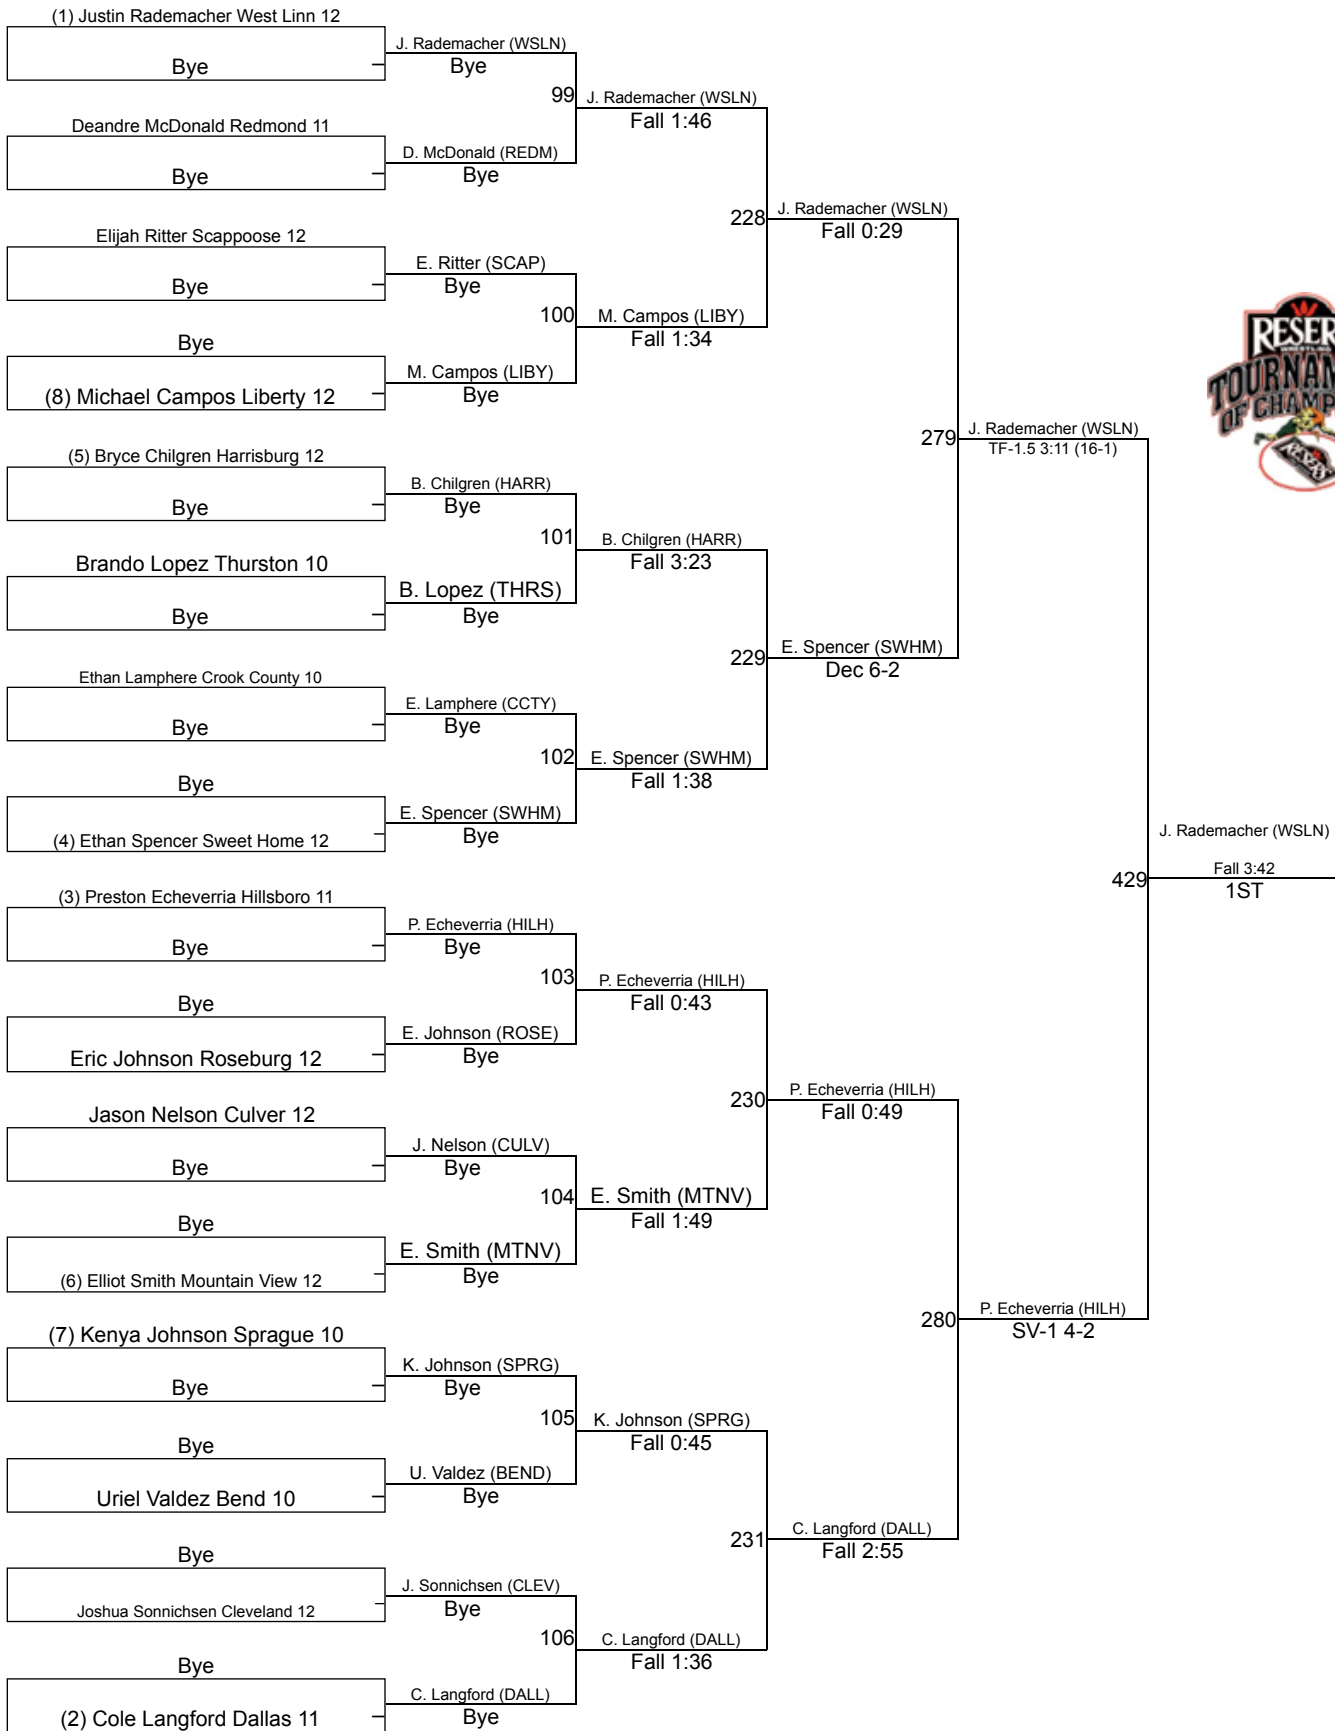 (1) Justin Rademacher West Linn 12
Bye
J. Rademacher (WSLN)
Bye
99
J. Rademacher (WSLN)
Fall 1:46
Deandre McDonald Redmond 11
Bye
D. McDonald (REDM)
Bye
228
J. Rademacher (WSLN)
Fall 0:29
Elijah Ritter Scappoose 12
Bye
E. Ritter (SCAP)
Bye
100
M. Campos (LIBY)
Fall 1:34
Bye
(8) Michael Campos Liberty 12
M. Campos (LIBY)
Bye
279
J. Rademacher (WSLN)
TF-1.5 3:11 (16-1)
(5) Bryce Chilgren Harrisburg 12
Bye
B. Chilgren (HARR)
Bye
101
B. Chilgren (HARR)
Fall 3:23
Brando Lopez Thurston 10
Bye
B. Lopez (THRS)
Bye
229
E. Spencer (SWHM)
Dec 6-2
Ethan Lamphere Crook County 10
Bye
E. Lamphere (CCTY)
Bye
102
E. Spencer (SWHM)
Fall 1:38
Bye
(4) Ethan Spencer Sweet Home 12
E. Spencer (SWHM)
Bye
429
J. Rademacher (WSLN)
Fall 3:42
1ST
(3) Preston Echeverria Hillsboro 11
Bye
P. Echeverria (HILH)
Bye
103
P. Echeverria (HILH)
Fall 0:43
Bye
Eric Johnson Roseburg 12
E. Johnson (ROSE)
Bye
230
P. Echeverria (HILH)
Fall 0:49
Jason Nelson Culver 12
Bye
J. Nelson (CULV)
Bye
104
E. Smith (MTNV)
Fall 1:49
Bye
(6) Elliot Smith Mountain View 12
E. Smith (MTNV)
Bye
280
P. Echeverria (HILH)
SV-1 4-2
(7) Kenya Johnson Sprague 10
Bye
K. Johnson (SPRG)
Bye
105
K. Johnson (SPRG)
Fall 0:45
Bye
Uriel Valdez Bend 10
U. Valdez (BEND)
Bye
231
C. Langford (DALL)
Fall 2:55
Bye
Joshua Sonnichsen Cleveland 12
J. Sonnichsen (CLEV)
Bye
106
C. Langford (DALL)
Fall 1:36
Bye
(2) Cole Langford Dallas 11
C. Langford (DALL)
Bye
RESER
WRESTLING
TOURNAM
OF CHAMP